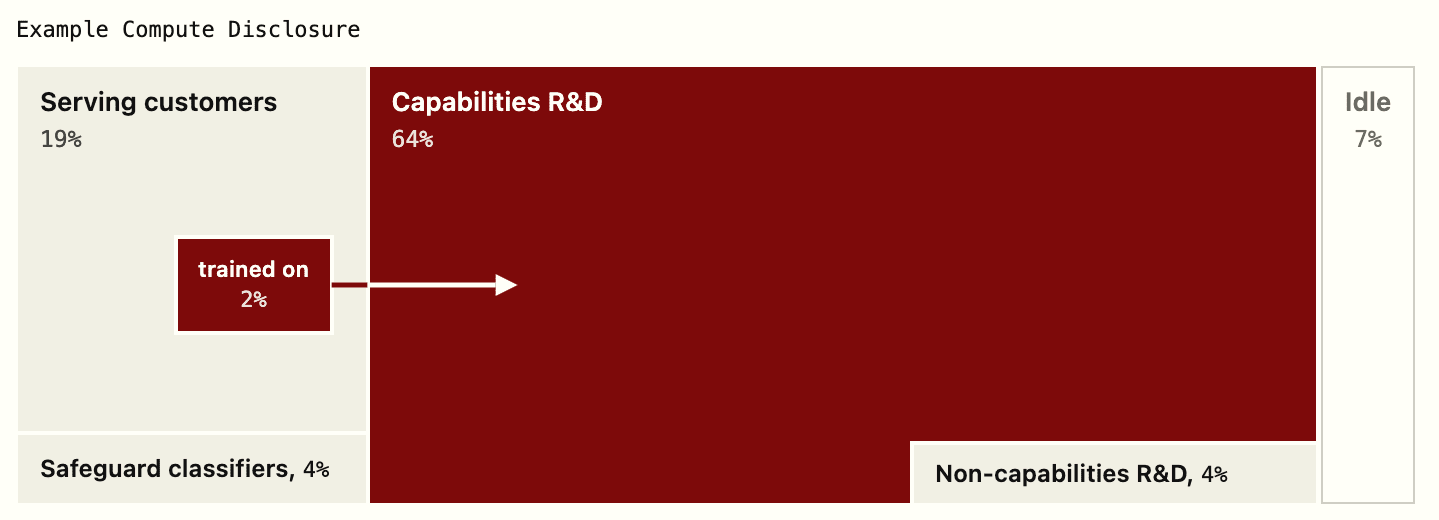 Example Compute Disclosure
Serving customers
19%
trained on
2%
Safeguard classifiers, 4%
Capabilities R&D
64%
Non-capabilities R&D, 4%
Idle
7%